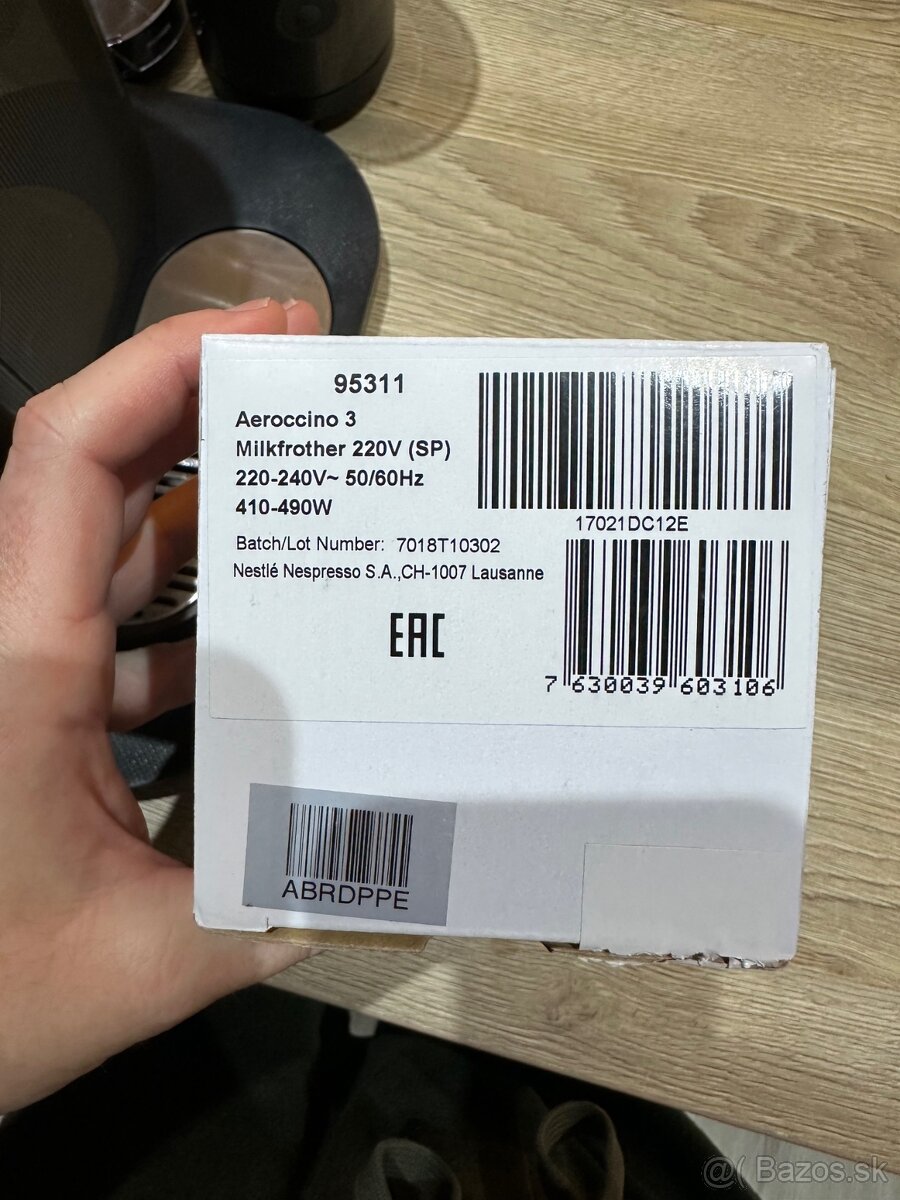 95311
Aeroccino 3
Milkfrother 220V (SP)
220-240V~ 50/60Hz
410-490W
17021DC12E
Batch/Lot Number: 7018T10302
Nestlé Nespresso S.A.,CH-1007 Lausanne
EAC
7 630039 603106
ABRDPPE
@( Bazos.sk